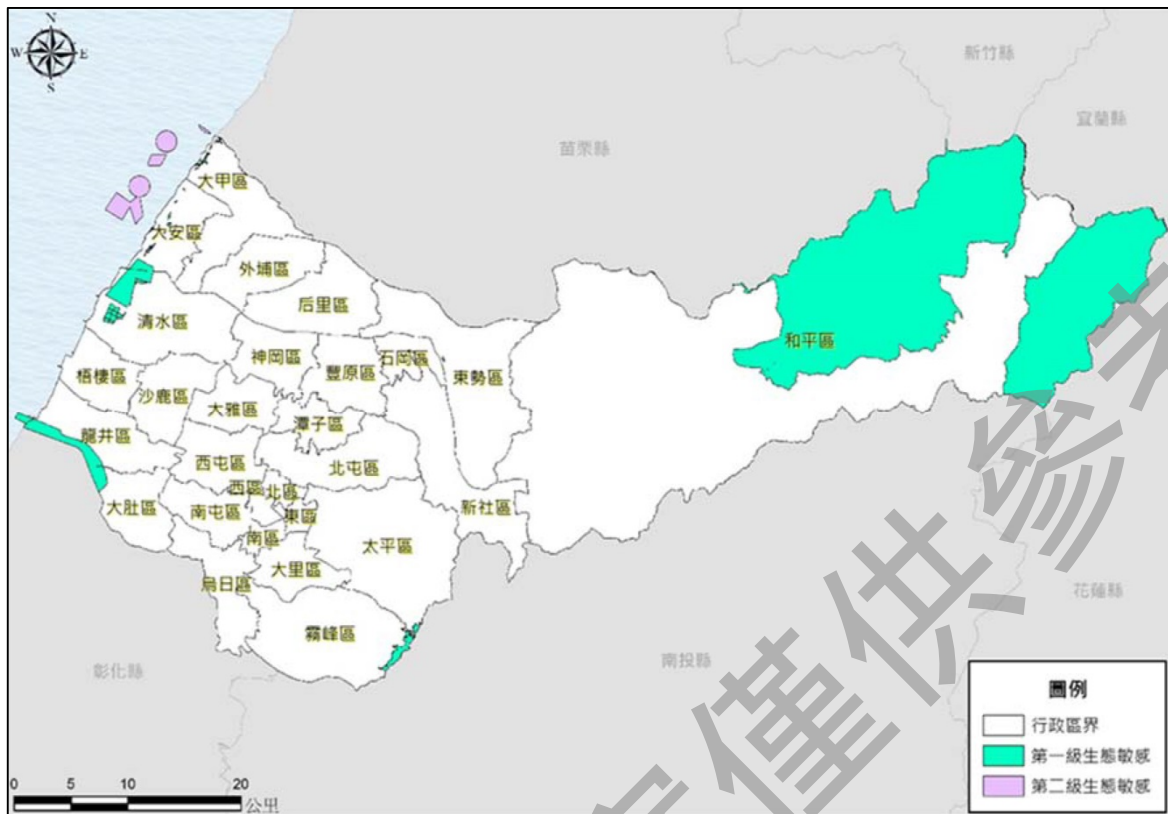 N
W E
S
新竹縣
宜蘭縣
苗栗縣
大甲區
大安區
外埔區
后里區
清水區
和平區
神岡區
豐原區
石岡區
東勢區
梧棲區
沙鹿區
大雅區
潭子區
龍井區
西屯區
北屯區
西區
北區
大肚區
南屯區
東區
新社區
南區
太平區
大里區
烏日區
霧峰區
花蓮縣
彰化縣
南投縣
圖例
行政區界
第一級生態敏感
第二級生態敏感
0 5 10 20
公里
僅供參